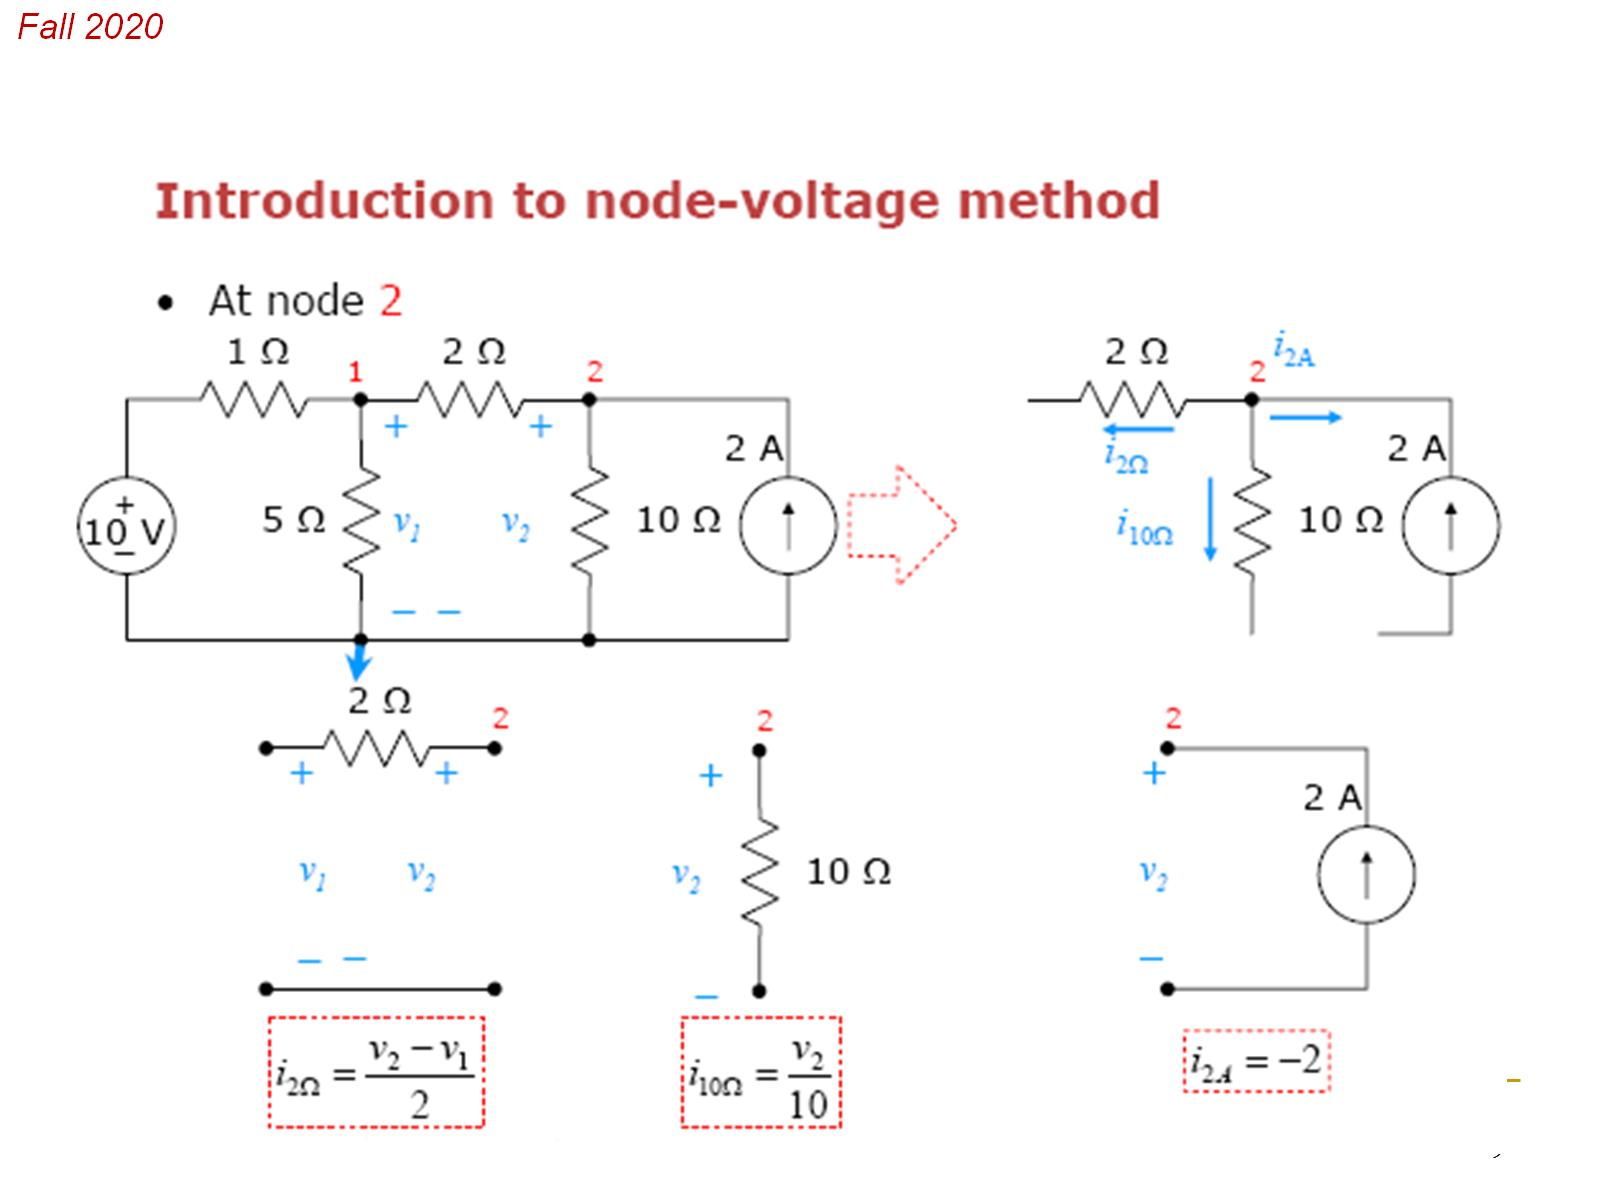 Fall 2020
Introduction to node-voltage method
• At node 2
1 Ω
1
2 Ω
2
+
+
10 V
–
5 Ω
+
v1
– –
+
v2
10 Ω
2 A
2 Ω
2
i2A
i2Ω
i10Ω
10 Ω
2 A
2 Ω
2
+ +
v1 v2
– –
i2Ω = (v2 − v1)/2
2
+
v2
–
10 Ω
i10Ω = v2/10
2
+
v2
–
2 A
i2A = −2